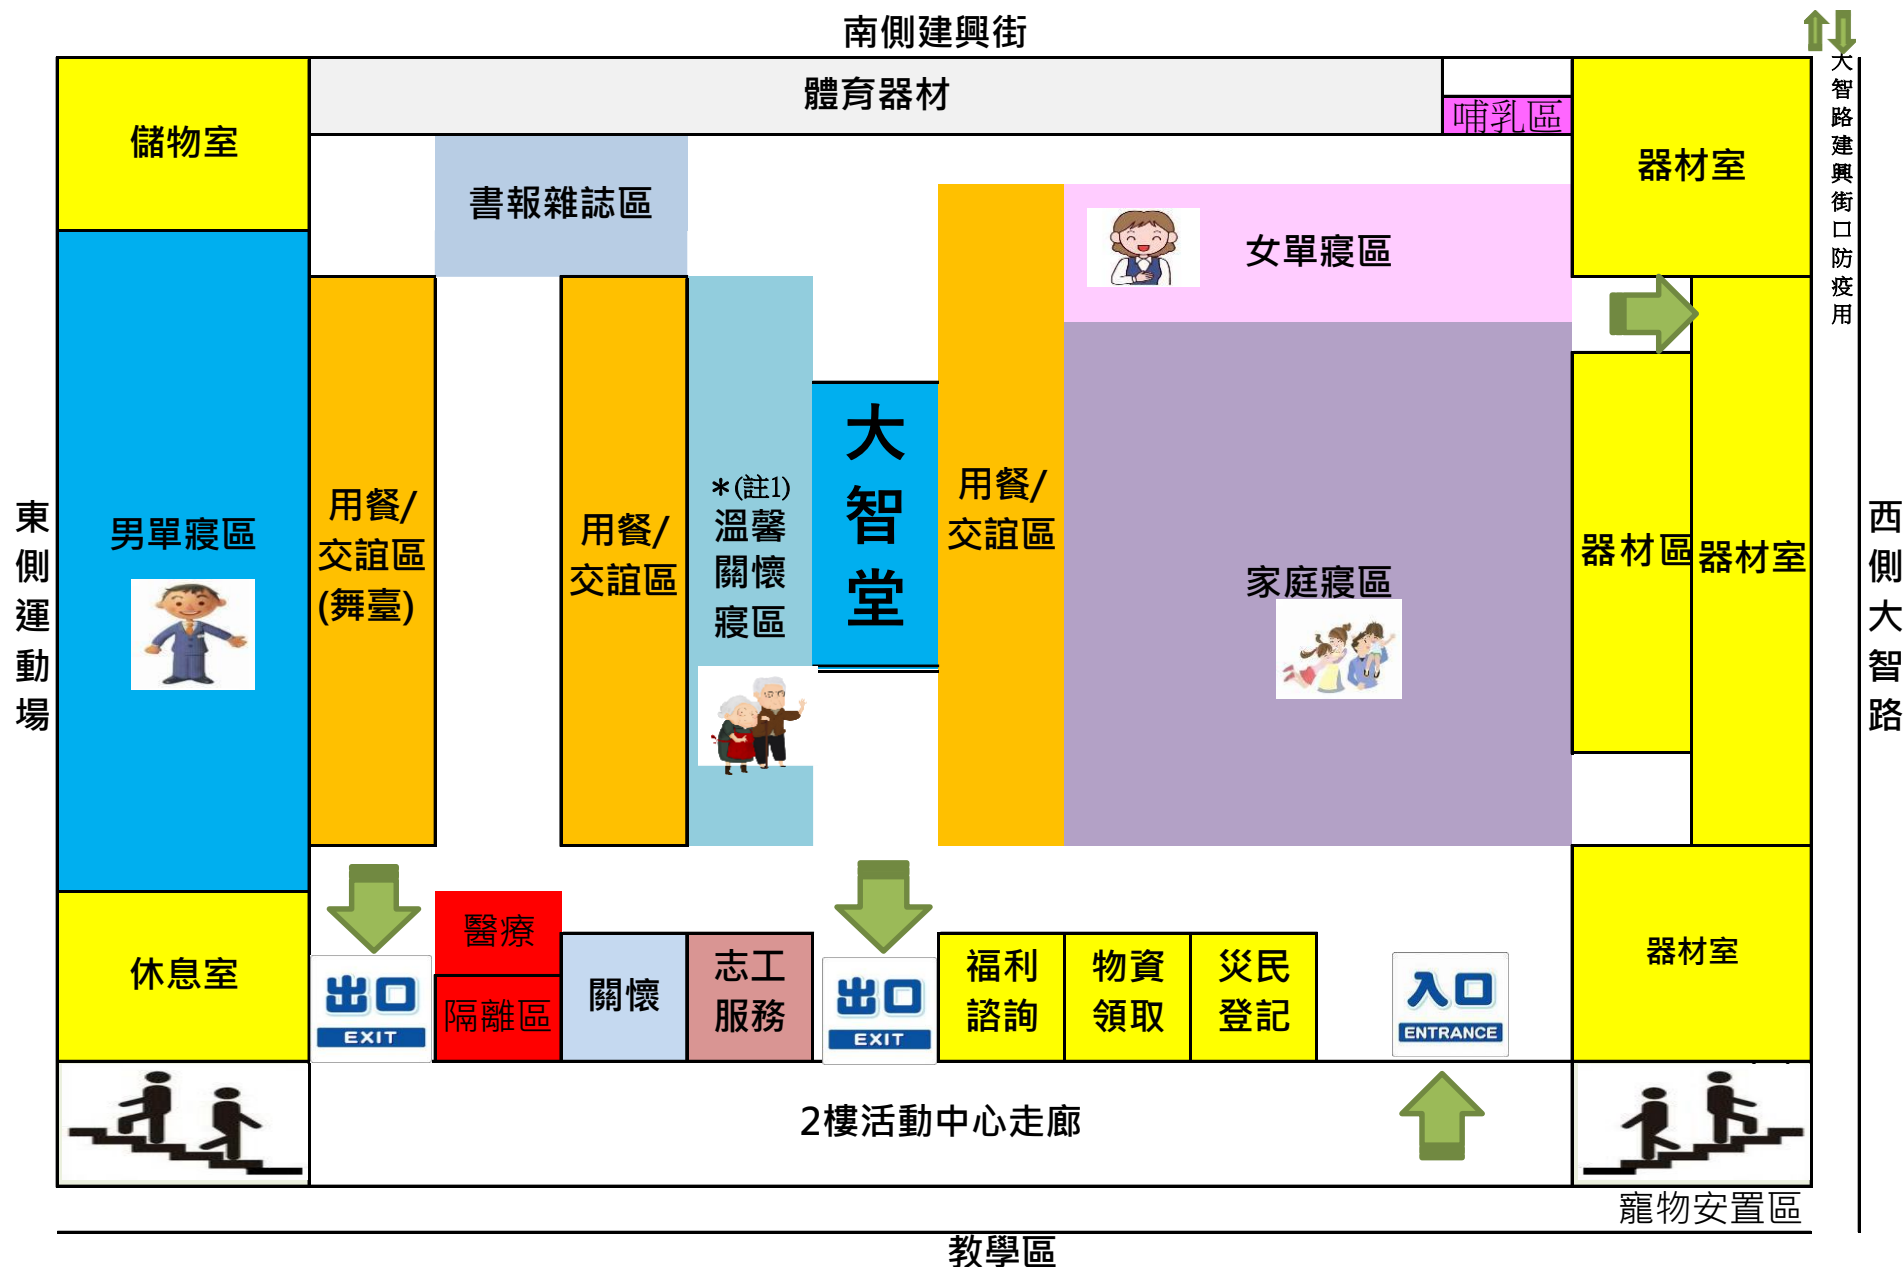 南側建興街
大智路建興街口防疫用
儲物室
體育器材
哺乳區
器材室
書報雜誌區
女單寢區
東側運動場
男單寢區
用餐/
交誼區
(舞臺)
用餐/
交誼區
*(註1)
溫馨
關懷
寢區
大智堂
用餐/
交誼區
家庭寢區
器材區
器材室
西側大智路
休息室
出口
EXIT
醫療
隔離區
關懷
志工
服務
出口
EXIT
福利
諮詢
物資
領取
災民
登記
入口
ENTRANCE
器材室
2樓活動中心走廊
寵物安置區
教學區